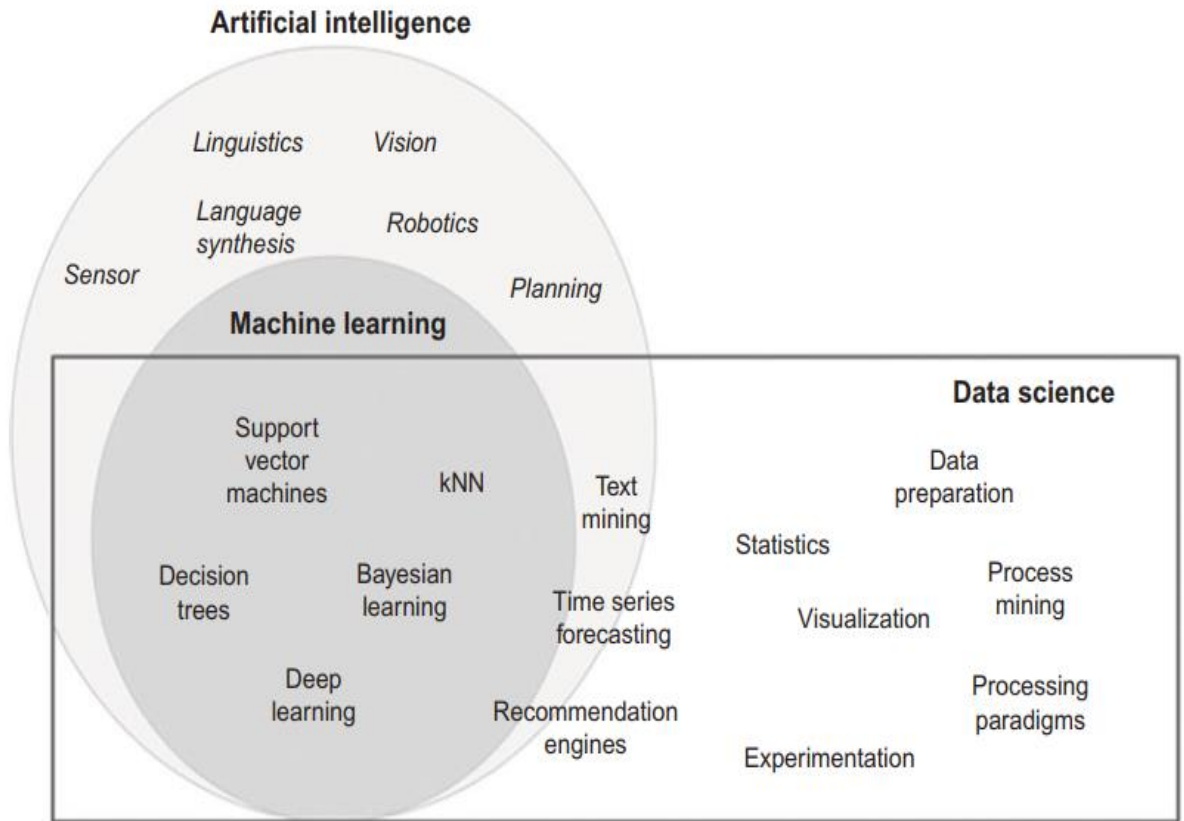 Artificial intelligence
Linguistics
Vision
Language
synthesis
Robotics
Sensor
Planning
Machine learning
Data science
Support
vector
machines
kNN
Text
mining
Data
preparation
Statistics
Decision
trees
Bayesian
learning
Time series
forecasting
Visualization
Process
mining
Deep
learning
Recommendation
engines
Experimentation
Processing
paradigms